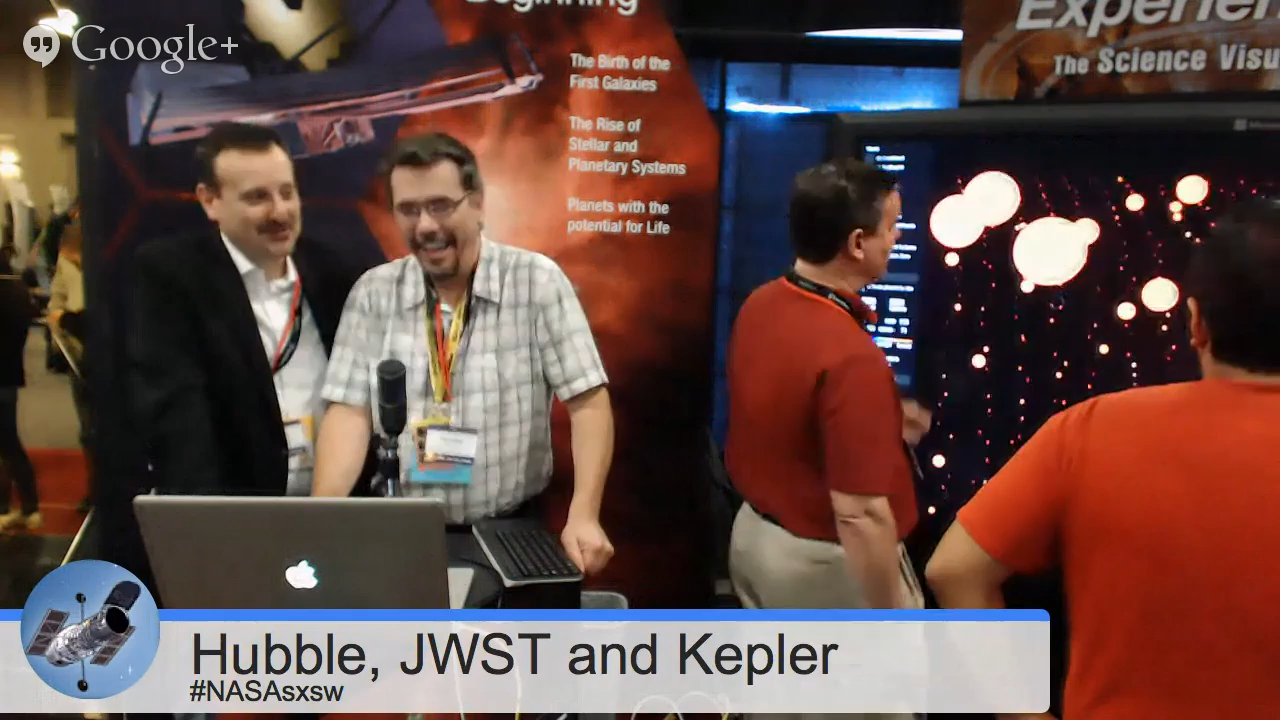 Google+
Beginning
The Birth of the
First Galaxies
The Rise of
Stellar and
Planetary Systems
Planets with the
potential for Life
Experien
The Science Visu
Hubble, JWST and Kepler
#NASAsxsw